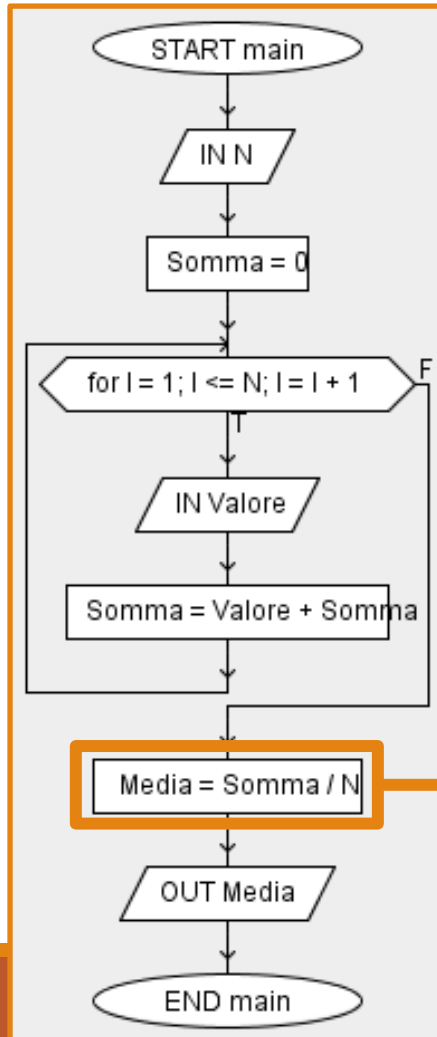 START main
IN N
Somma = 0
for I = 1; I <= N; I = I + 1
F
T
IN Valore
Somma = Valore + Somma
Media = Somma / N
OUT Media
END main